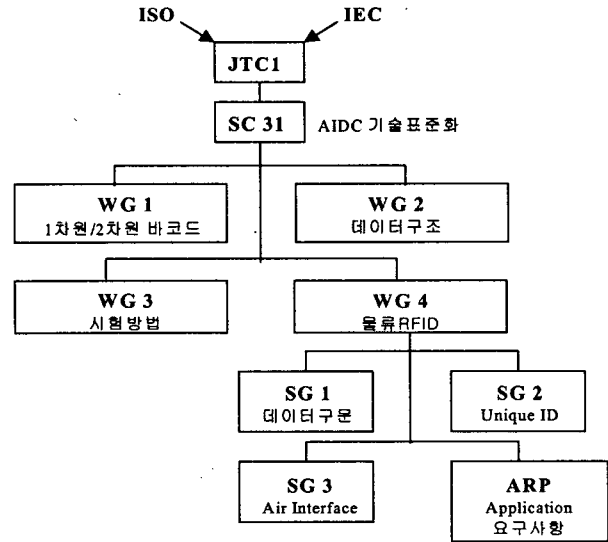 ISO IEC
JTC1
SC 31 AIDC 기술표준화
WG 1 WG 2
1차원/2차원 바코드 데이터구조
WG 3 WG 4
시험방법 물류RFID
SG 1 SG 2
데이터구문 Unique ID
SG 3 ARP
Air Interface Application
요구사항